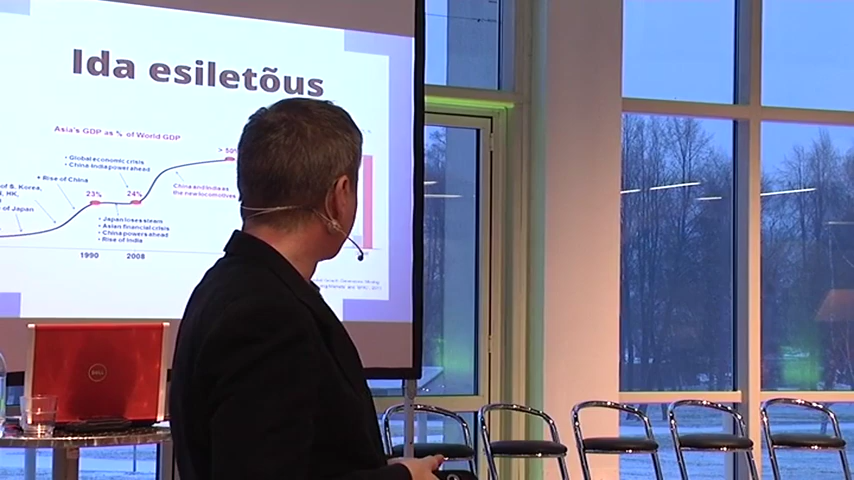 Ida esiletõus
Asia's GDP as % of World GDP
> 50%
• Global economic crisis
• China India power ahead
• Rise of China
of S. Korea,
HK,
of Japan
23%
24%
China and India as
the new locomotives
• Japan loses steam
• Asian financial crisis
• China powers ahead
• Rise of India
1990
2008
DELL